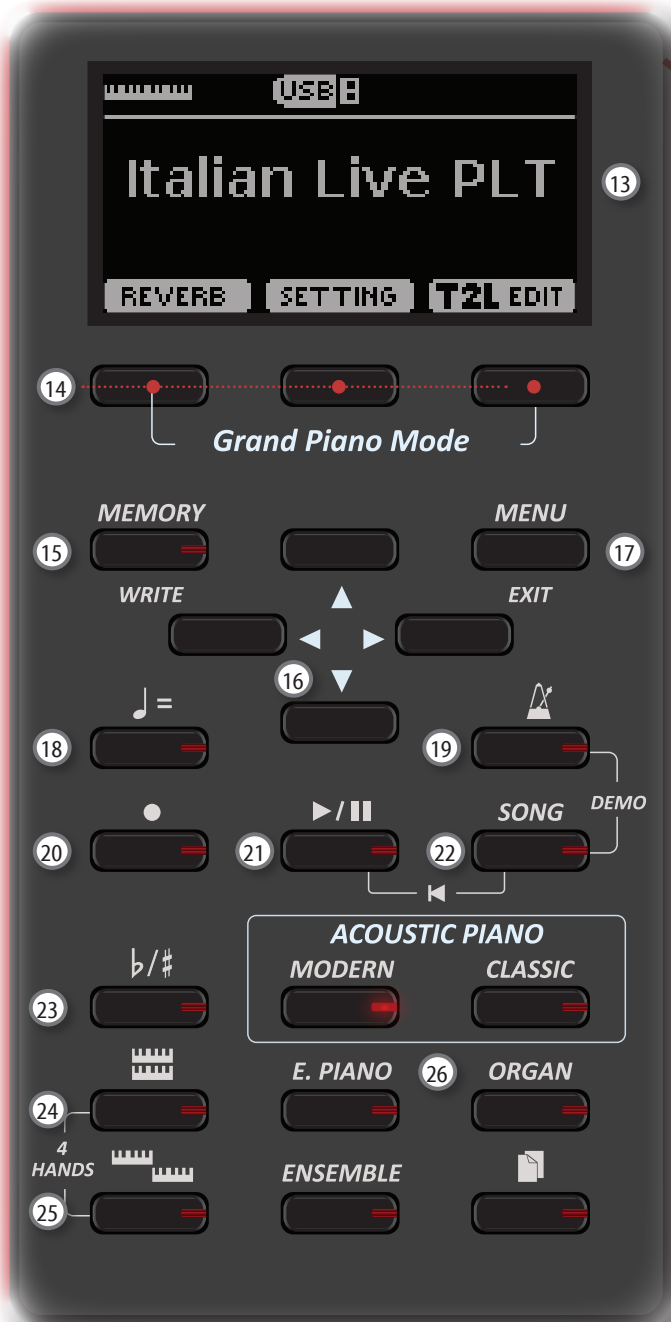 USB
Italian Live PLT
13
REVERB SETTING T2L EDIT
14
Grand Piano Mode
MEMORY MENU
15 17
WRITE EXIT
▲
◀ ▶
16 ▼
♩ =
18 19
● ▶/❚❚ SONG DEMO
20 21 22
ACOUSTIC PIANO
♭/♯ MODERN CLASSIC
23
E. PIANO 26 ORGAN
24
4
HANDS
ENSEMBLE
25